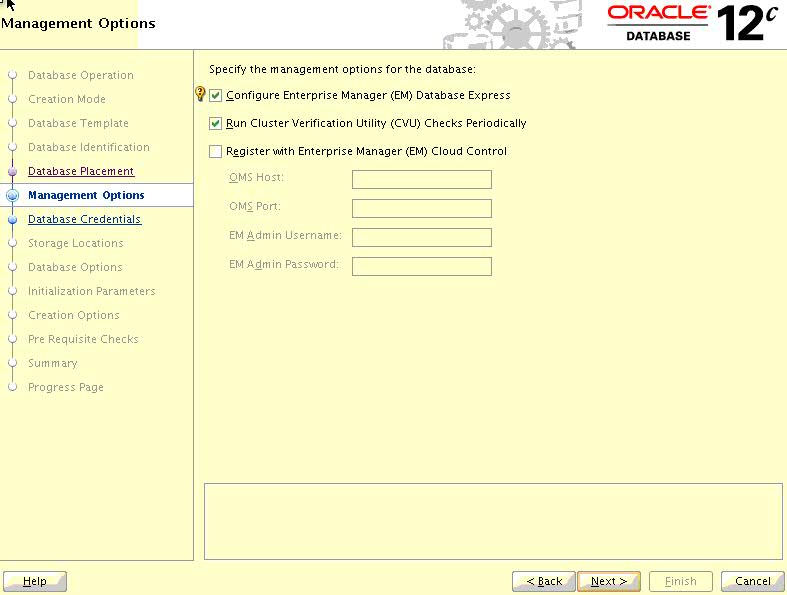 Management Options
ORACLE
DATABASE
12c
Database Operation
Creation Mode
Database Template
Database Identification
Database Placement
Management Options
Database Credentials
Storage Locations
Database Options
Initialization Parameters
Creation Options
Pre Requisite Checks
Summary
Progress Page
Specify the management options for the database:
Configure Enterprise Manager (EM) Database Express
Run Cluster Verification Utility (CVU) Checks Periodically
Register with Enterprise Manager (EM) Cloud Control
OMS Host:
OMS Port:
EM Admin Username:
EM Admin Password:
Help
< Back
Next >
Finish
Cancel